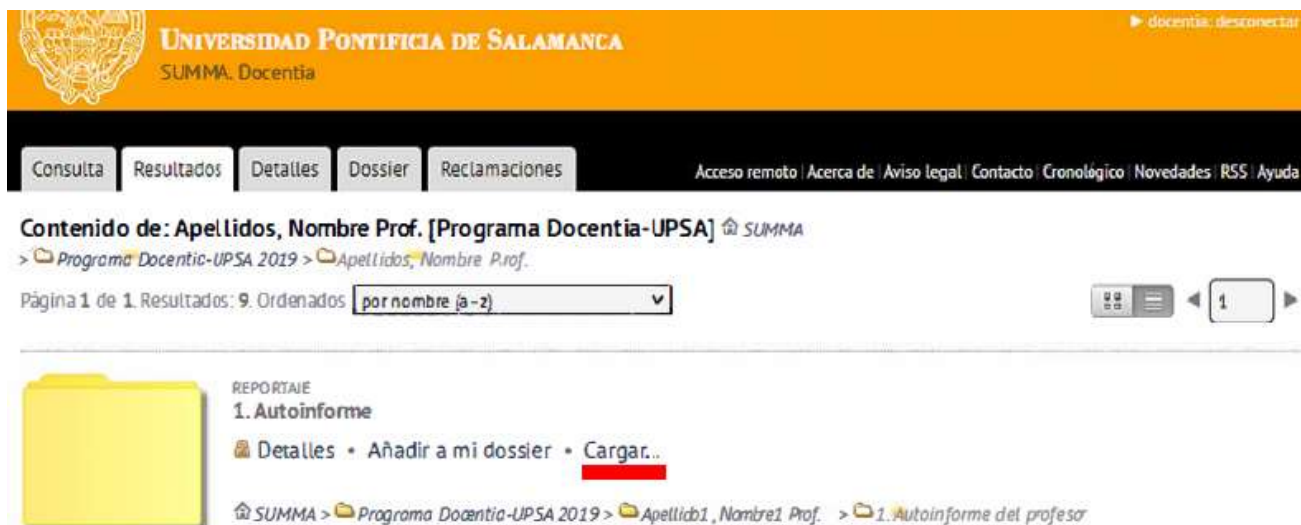 ▶ docentia: desconectar
UNIVERSIDAD PONTIFICIA DE SALAMANCA
SUMMA. Docentia
Consulta Resultados Detalles Dossier Reclamaciones Acceso remoto | Acerca de | Aviso legal | Contacto | Cronológico | Novedades | RSS | Ayuda
Contenido de: Apellidos, Nombre Prof. [Programa Docentia-UPSA] SUMMA
> Programa Docentia-UPSA 2019 > Apellidos, Nombre Prof.
Página 1 de 1. Resultados: 9. Ordenados por nombre (a-z) 1
REPORTAJE
1. Autoinforme
Detalles • Añadir a mi dossier • Cargar...
SUMMA > Programa Docentia-UPSA 2019 > Apellido1, Nombre1 Prof. > 1. Autoinforme del profesor